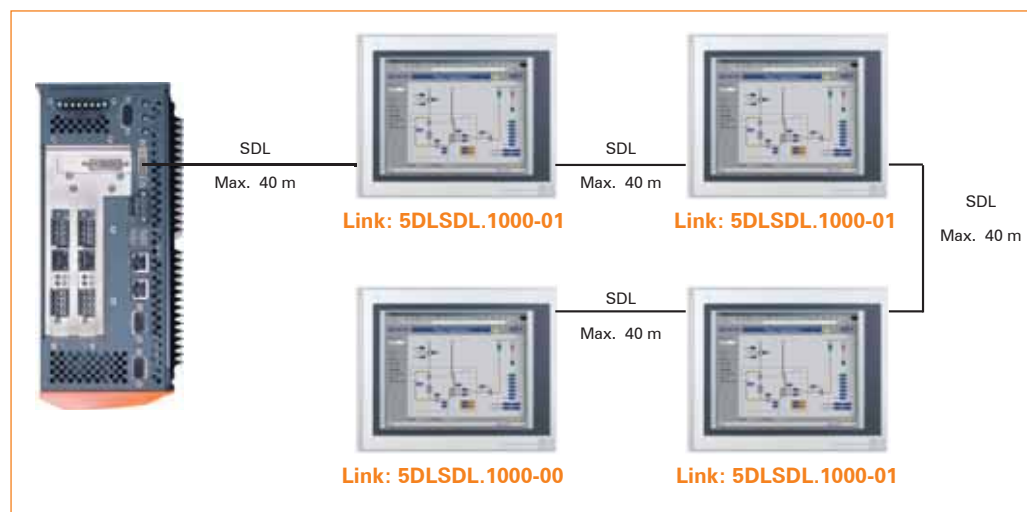 SDL
Max. 40 m
SDL
Max. 40 m
Link: 5DLSDL.1000-01
Link: 5DLSDL.1000-01
SDL
Max. 40 m
SDL
Max. 40 m
Link: 5DLSDL.1000-00
Link: 5DLSDL.1000-01